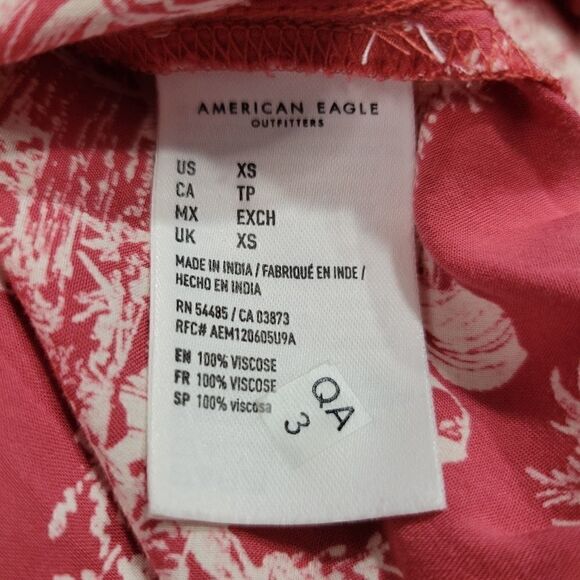 AMERICAN EAGLE
OUTFITTERS
US XS
CA TP
MX EXCH
UK XS
MADE IN INDIA / FABRIQUÉ EN INDE /
HECHO EN INDIA
RN 54485 / CA 03873
RFC# AEM120605U9A
EN 100% VISCOSE
FR 100% VISCOSE
SP 100% viscosa
QA
3